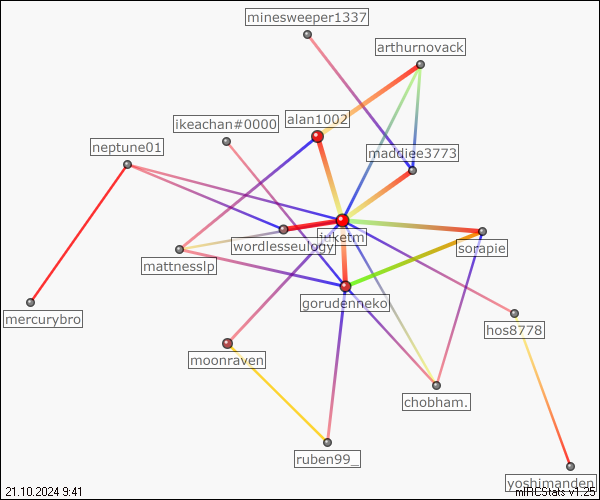 minesweeper1337
arthurnovack
alan1002
ikeachan#0000
neptune01
maddiee3773
juketm
wordlesseulogy
sorapie
mattnesslp
gorudenneko
mercurybro
hos8778
moonraven
chobham.
ruben99_
yoshimanden
21.10.2024 9:41
mIRCStats v1.25